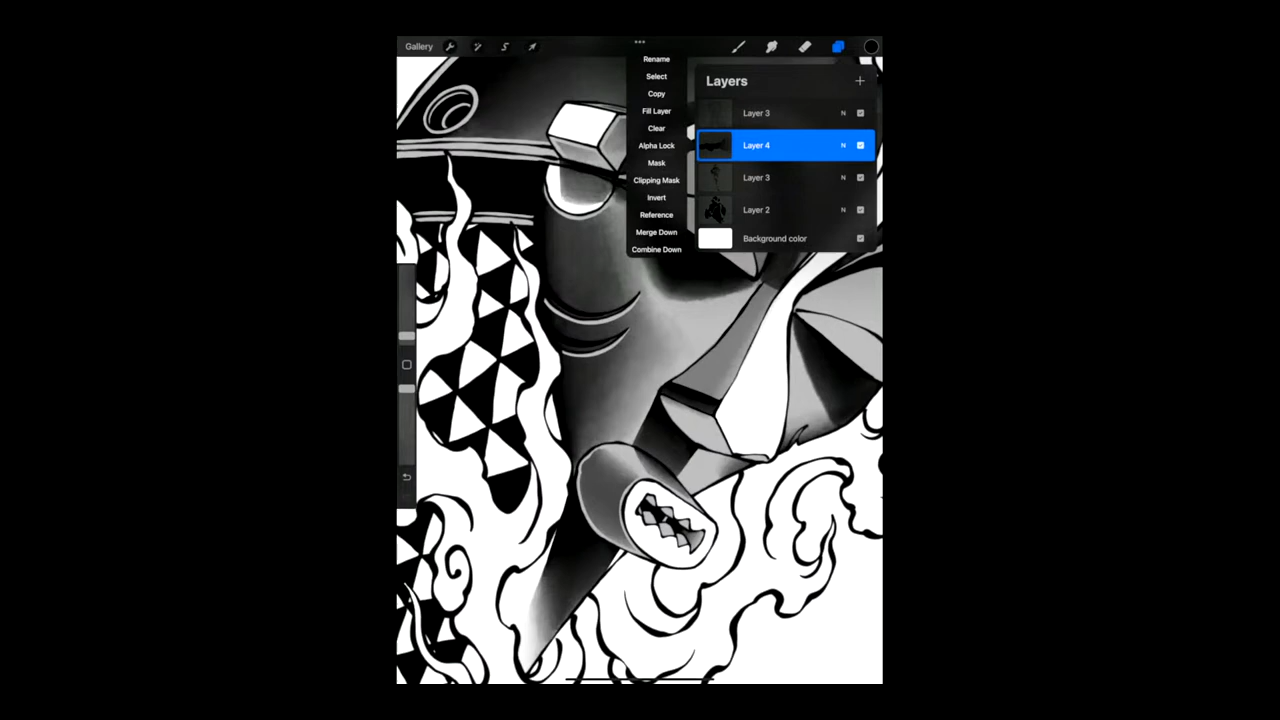 Gallery
Rename
Select
Copy
Fill Layer
Clear
Alpha Lock
Mask
Clipping Mask
Invert
Reference
Merge Down
Combine Down
Layers
Layer 3 N
Layer 4 N
Layer 3 N
Layer 2 N
Background color